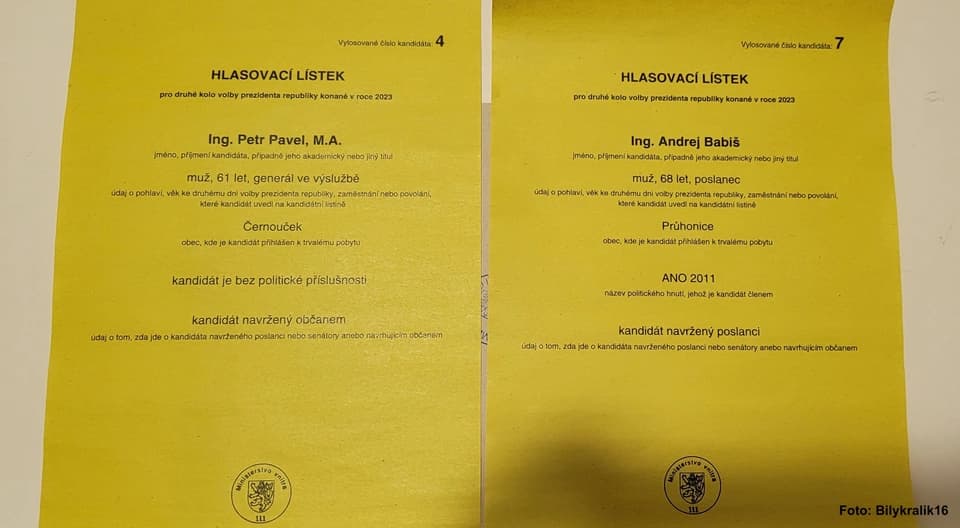 Vylosované číslo kandidáta: 4
HLASOVACÍ LÍSTEK
pro druhé kolo volby prezidenta republiky konané v roce 2023
Ing. Petr Pavel, M.A.
jméno, příjmení kandidáta, případně jeho akademický nebo jiný titul
muž, 61 let, generál ve výslužbě
údaj o pohlaví, věk ke druhému dni volby prezidenta republiky, zaměstnání nebo povolání,
které kandidát uvedl na kandidátní listině
Černouček
obec, kde je kandidát přihlášen k trvalému pobytu
kandidát je bez politické příslušnosti
kandidát navržený občanem
údaj o tom, zda jde o kandidáta navrženého poslanci nebo senátory anebo navrhujícím občanem
Ministerstvo vnitra
111
Vylosované číslo kandidáta: 7
HLASOVACÍ LÍSTEK
pro druhé kolo volby prezidenta republiky konané v roce 2023
Ing. Andrej Babiš
jméno, příjmení kandidáta, případně jeho akademický nebo jiný titul
muž, 68 let, poslanec
údaj o pohlaví, věk ke druhému dni volby prezidenta republiky, zaměstnání nebo povolání,
které kandidát uvedl na kandidátní listině
Průhonice
obec, kde je kandidát přihlášen k trvalému pobytu
ANO 2011
název politického hnutí, jehož je kandidát členem
kandidát navržený poslanci
údaj o tom, zda jde o kandidáta navrženého poslanci nebo senátory anebo navrhujícím občanem
Ministerstvo vnitra
111
Foto: Bilykralik16